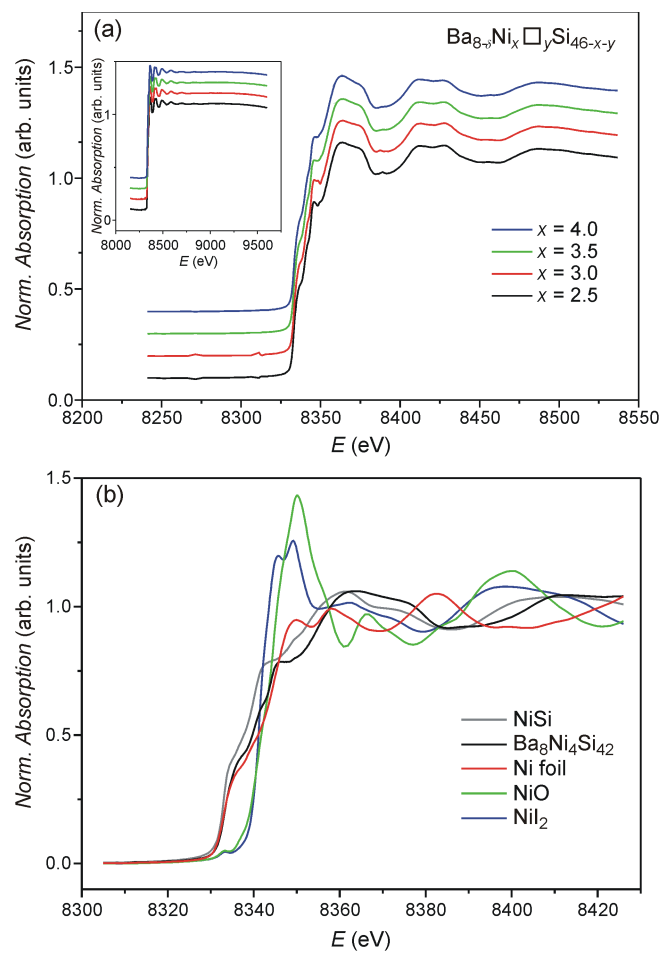 (a)
Ba8-δNix□ySi46-x-y
Norm. Absorption (arb. units)
1.5
1.0
0.5
0.0
Norm. Absorption (arb. units)
1
0
8000 8500 9000 9500
E (eV)
x = 4.0
x = 3.5
x = 3.0
x = 2.5
8200 8250 8300 8350 8400 8450 8500 8550
E (eV)
(b)
Norm. Absorption (arb. units)
1.5
1.0
0.5
0.0
NiSi
Ba8Ni4Si42
Ni foil
NiO
NiI2
8300 8320 8340 8360 8380 8400 8420
E (eV)